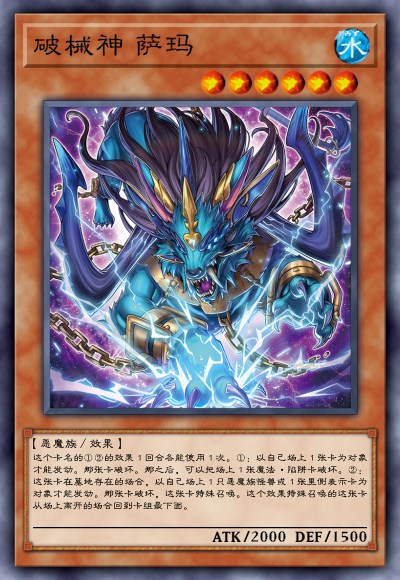 破械神 萨玛
水
【恶魔族／效果】
这个卡名的①②的效果1回合各能使用1次。①：以自己场上1张卡为对象
才能发动。那张卡破坏。那之后，可以把场上1张魔法·陷阱卡破坏。②：
这张卡在墓地存在的场合，以自己场上1只恶魔族怪兽或1张里侧表示卡为
对象才能发动。那张卡破坏，这张卡特殊召唤。这个效果特殊召唤的这张卡
从场上离开的场合回到卡组最下面。
ATK/2000 DEF/1500